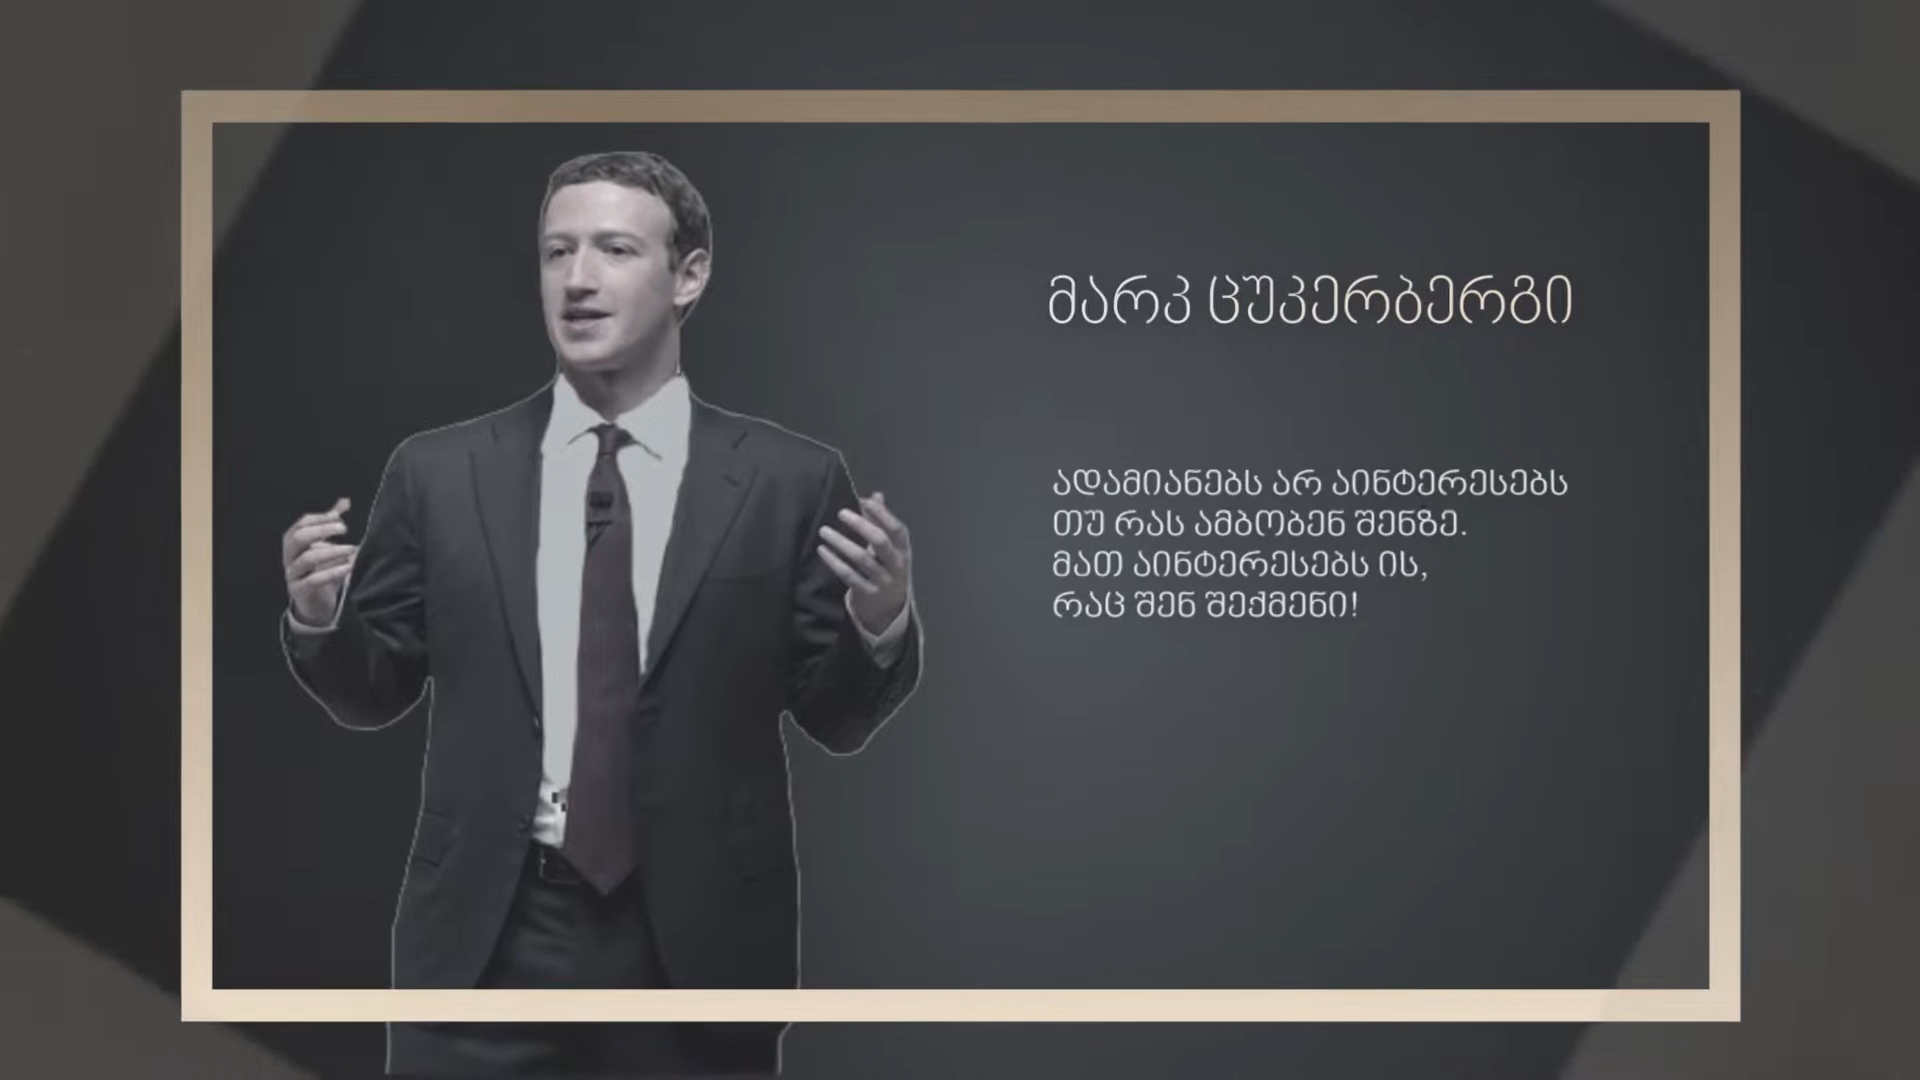 მარკ ცუკერბერგი
ადამიანებს არ აინტერესებს
თუ რას ამბობენ შენზე.
მათ აინტერესებს ის,
რაც შენ შექმენი!